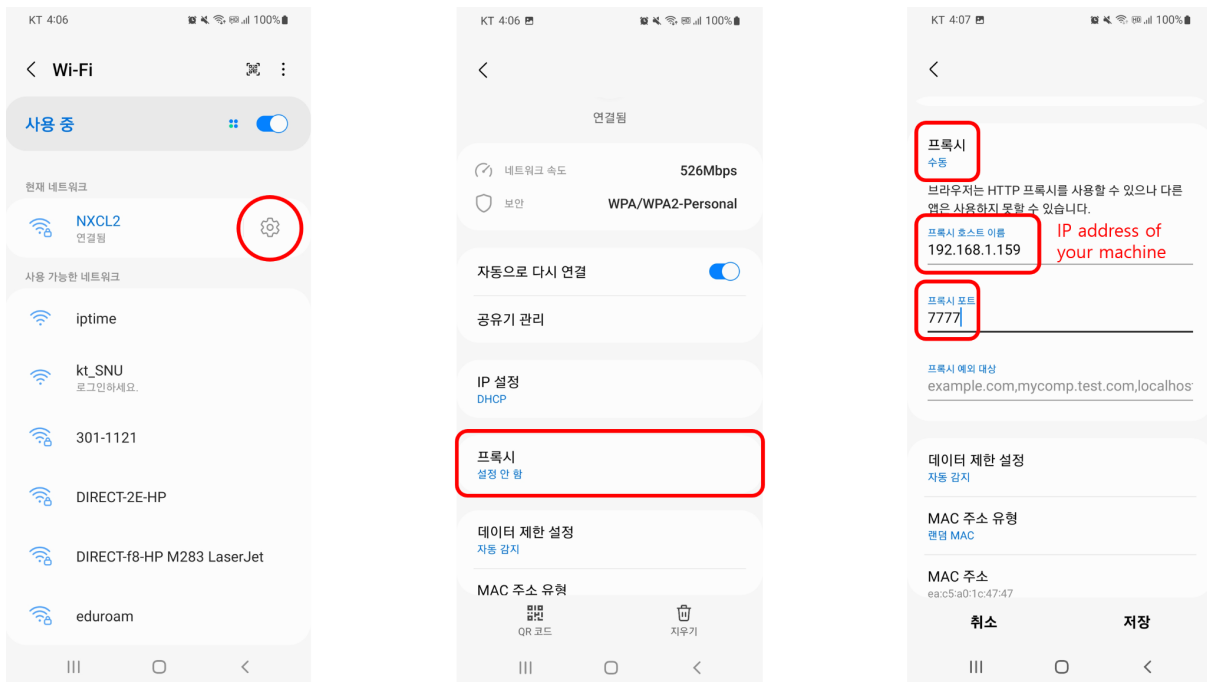 KT 4:06
100%
Wi-Fi
사용 중
현재 네트워크
NXCL2
연결됨
사용 가능한 네트워크
iptime
kt_SNU
로그인하세요.
301-1121
DIRECT-2E-HP
DIRECT-f8-HP M283 LaserJet
eduroam
KT 4:06
100%
연결됨
네트워크 속도
526Mbps
보안
WPA/WPA2-Personal
자동으로 다시 연결
공유기 관리
IP 설정
DHCP
프록시
설정 안 함
데이터 제한 설정
자동 감지
MAC 주소 유형
QR 코드
지우기
KT 4:07
100%
프록시
수동
브라우저는 HTTP 프록시를 사용할 수 있으나 다른
앱은 사용하지 못할 수 있습니다.
프록시 호스트 이름
192.168.1.159
IP address of
your machine
프록시 포트
7777
프록시 예외 대상
example.com,mycomp.test.com,localhos
데이터 제한 설정
자동 감지
MAC 주소 유형
랜덤 MAC
MAC 주소
ea:c5:a0:1c:47:47
취소
저장